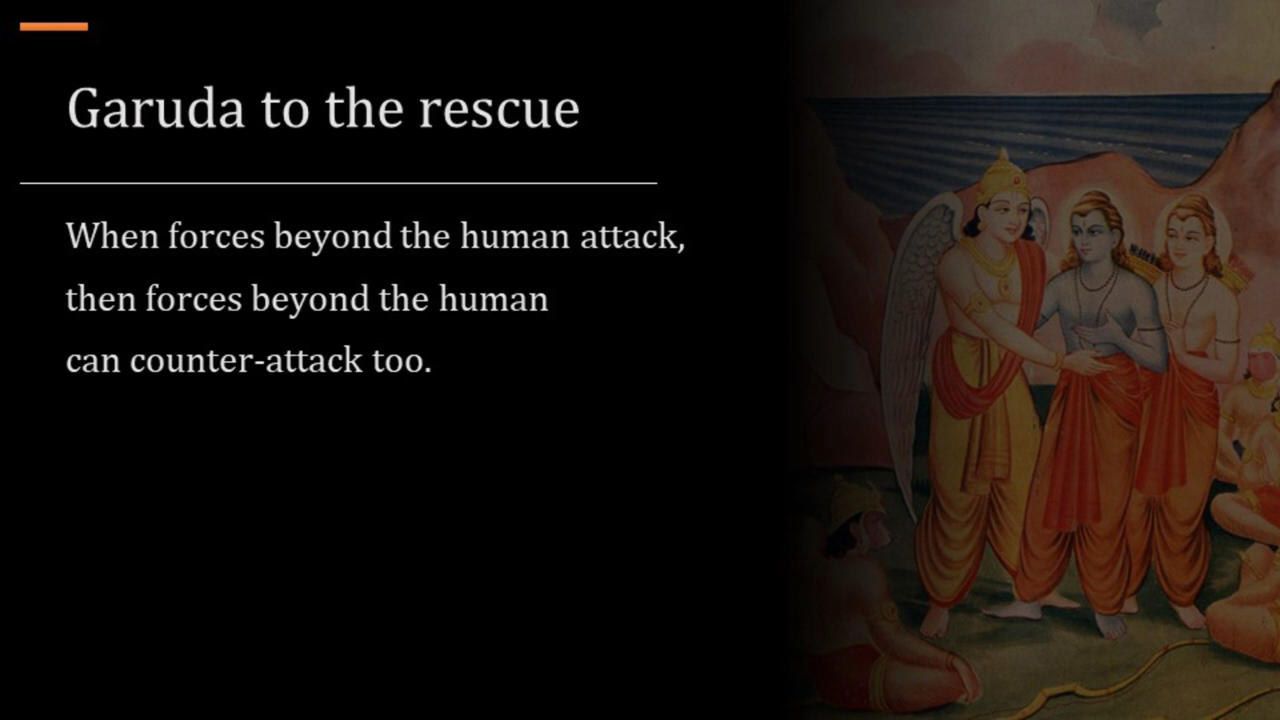 Garuda to the rescue
When forces beyond the human attack,
then forces beyond the human
can counter-attack too.